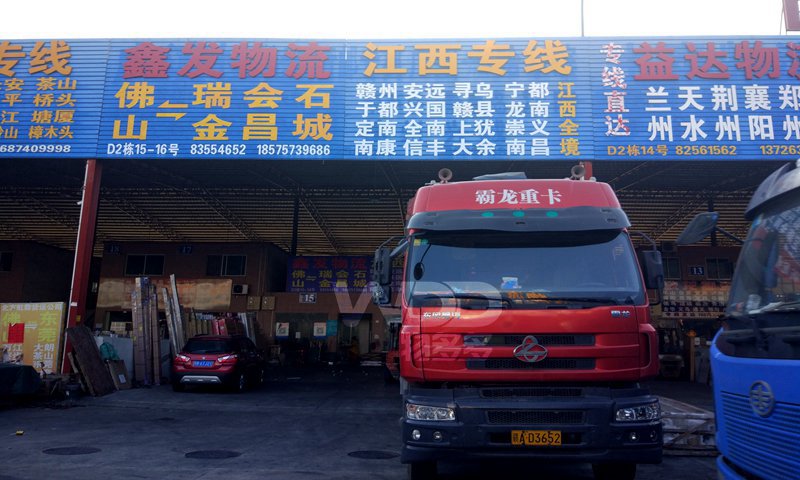 专线
安 茶山
平 桥头
江 塘厦
山 樟木头
687409998
鑫发物流
佛山 瑞金 会昌 石城
D2栋15-16号 83554652 18575739686
江西专线
赣州 安远 寻乌 宁都
于都 兴国 赣县 龙南
定南 全南 上犹 崇义
南康 信丰 大余 南昌
江西全境
专线直达
益达物流
兰州 天水 荆州 襄阳 郑州
D2栋14号 82561562 13726
鑫发物流
佛 瑞会石
山 金昌城
15
13
霸龙重卡
赣A·D3652